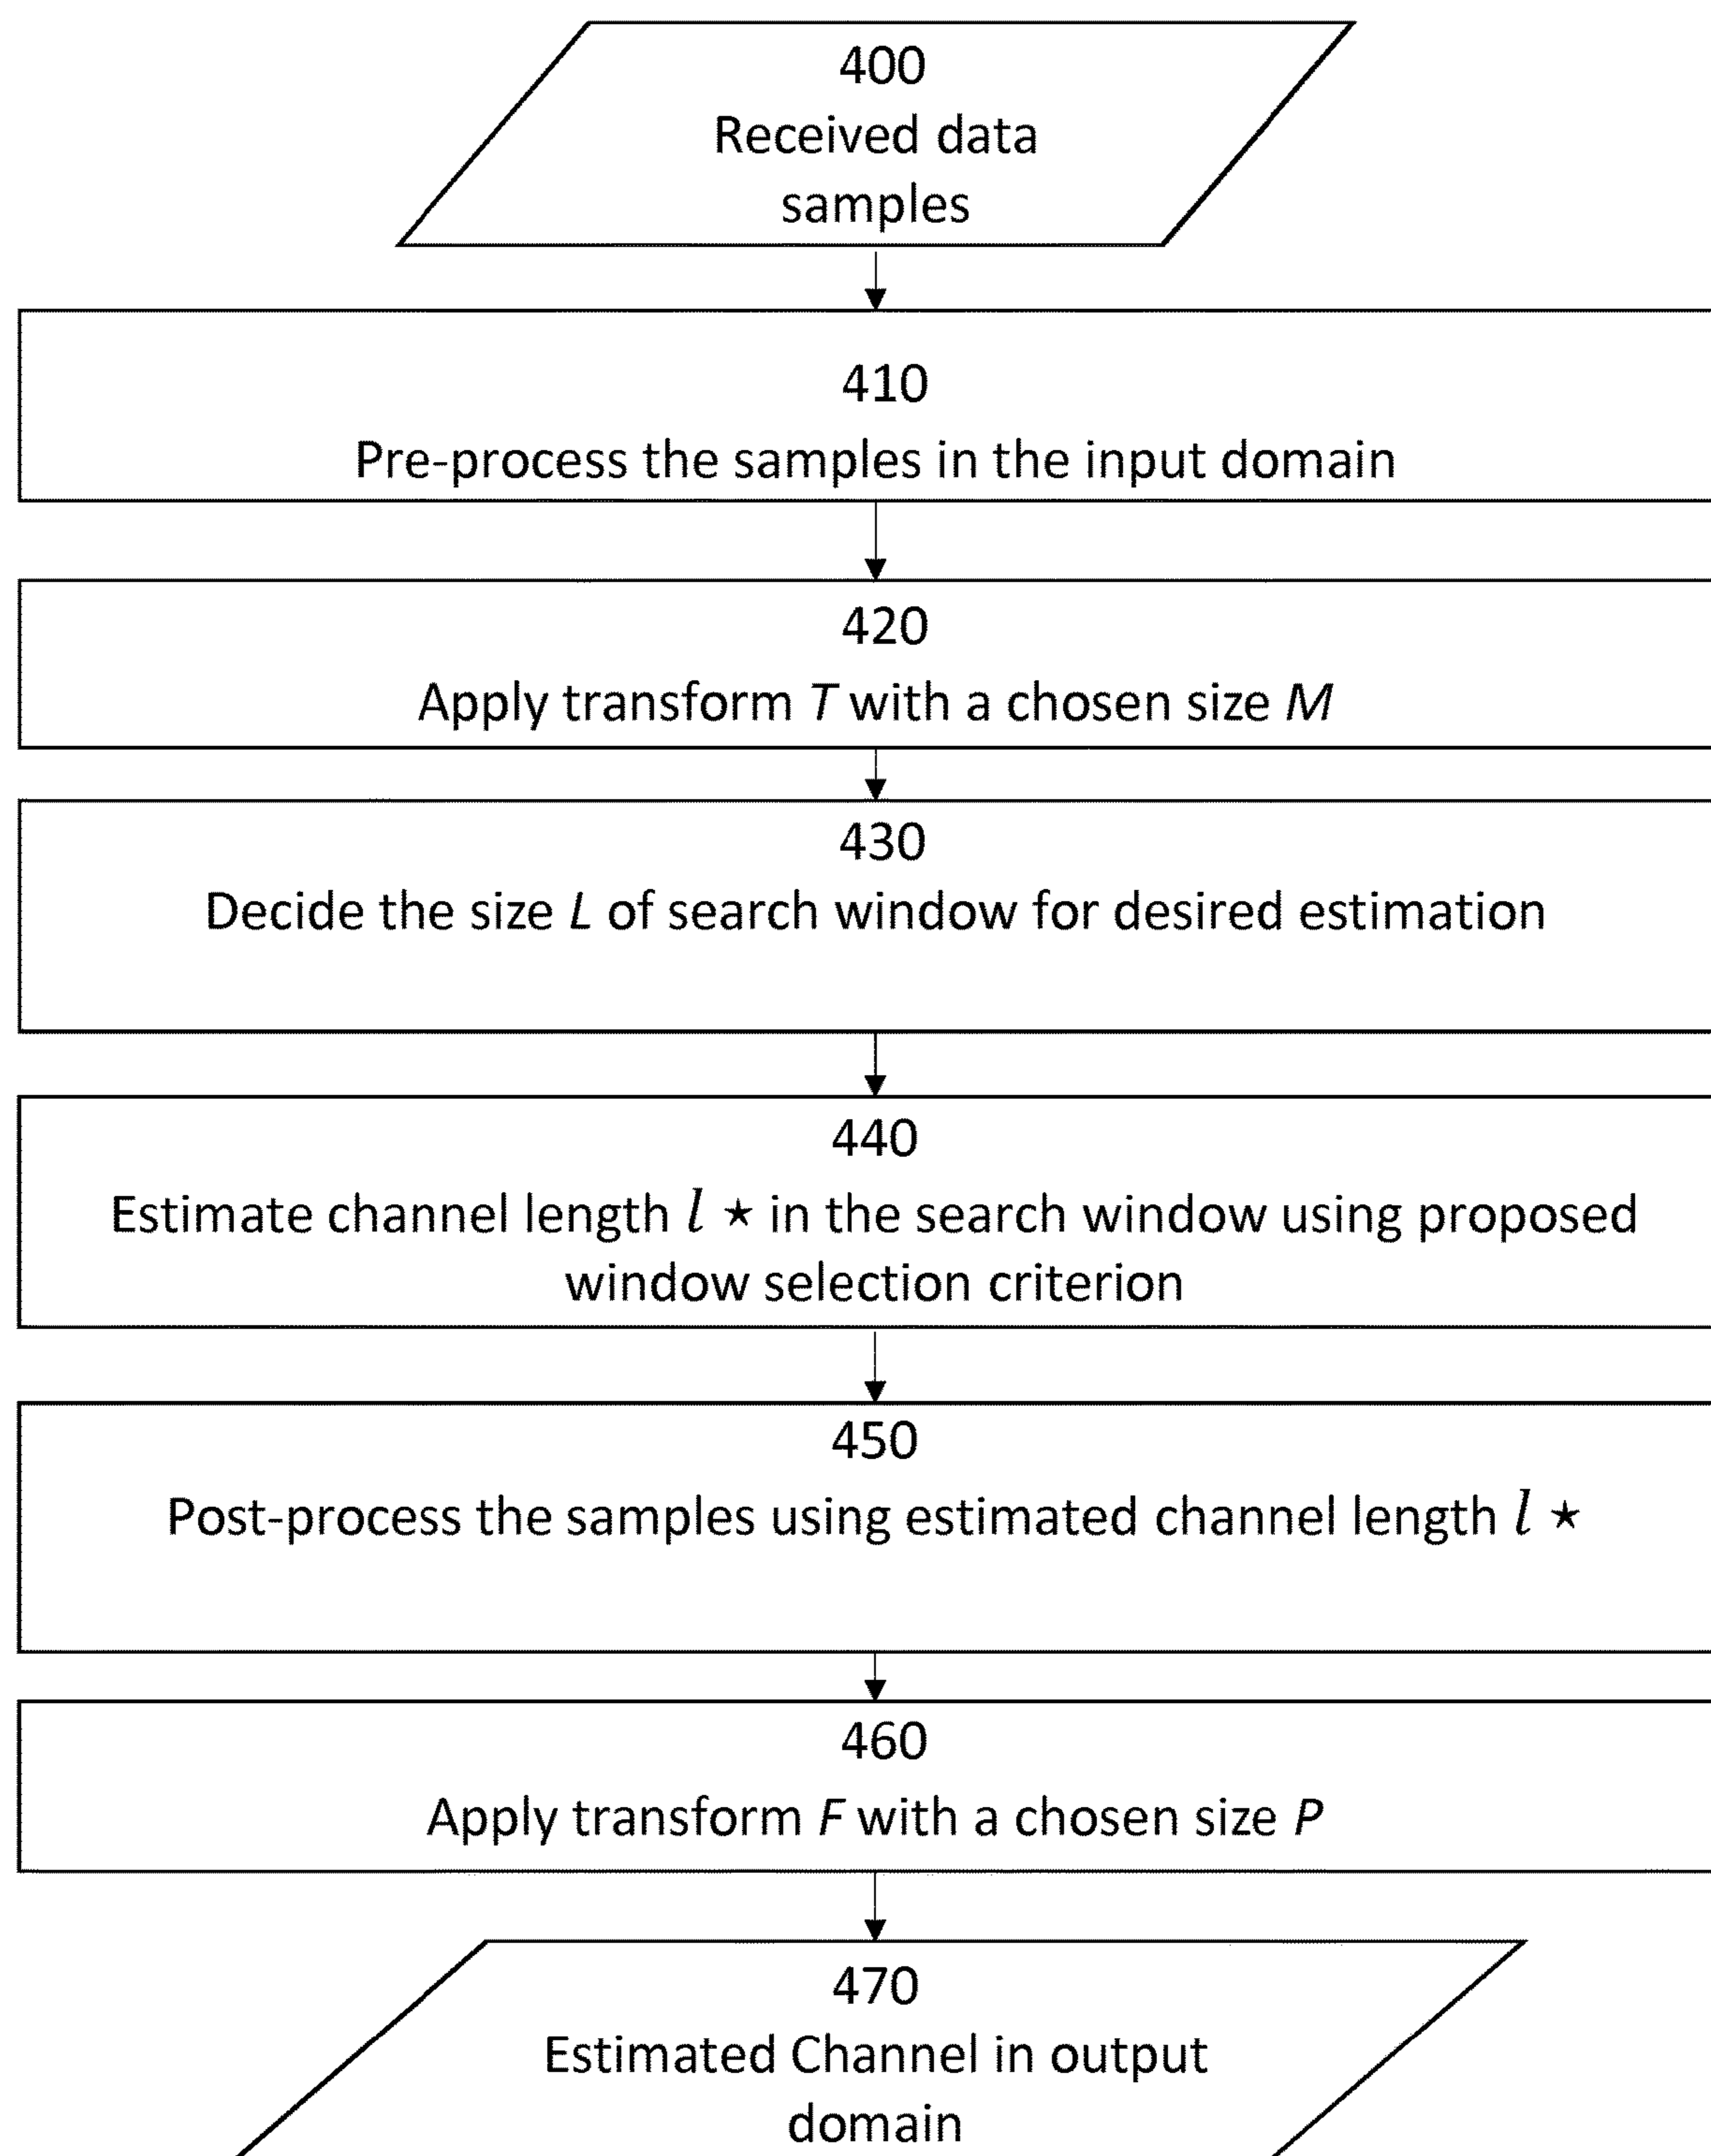 400
Received data
samples
410
Pre-process the samples in the input domain
420
Apply transform T with a chosen size M
430
Decide the size L of search window for desired estimation
440
Estimate channel length l ⋆ in the search window using proposed
window selection criterion
450
Post-process the samples using estimated channel length l ⋆
460
Apply transform F with a chosen size P
470
Estimated Channel in output
domain